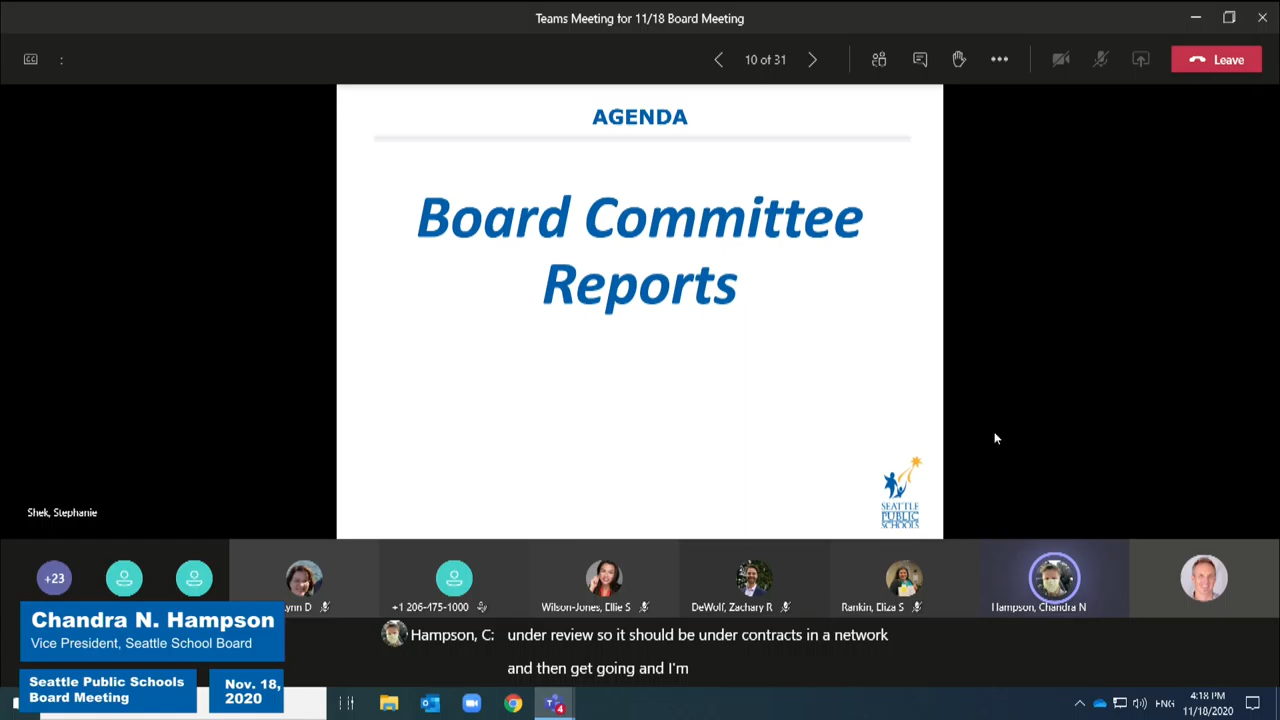 Teams Meeting for 11/18 Board Meeting
CC
:
10 of 31
Leave
AGENDA
Board Committee
Reports
SEATTLE
PUBLIC
SCHOOLS
Shek, Stephanie
+23
ynn D
+1 206-475-1000
Wilson-Jones, Ellie S
DeWolf, Zachary R
Rankin, Eliza S
Hampson, Chandra N
Chandra N. Hampson
Vice President, Seattle School Board
Hampson, C: under review so it should be under contracts in a network
and then get going and I'm
Seattle Public Schools
Board Meeting
Nov. 18,
2020
4
ENG
4:18 PM
11/18/2020